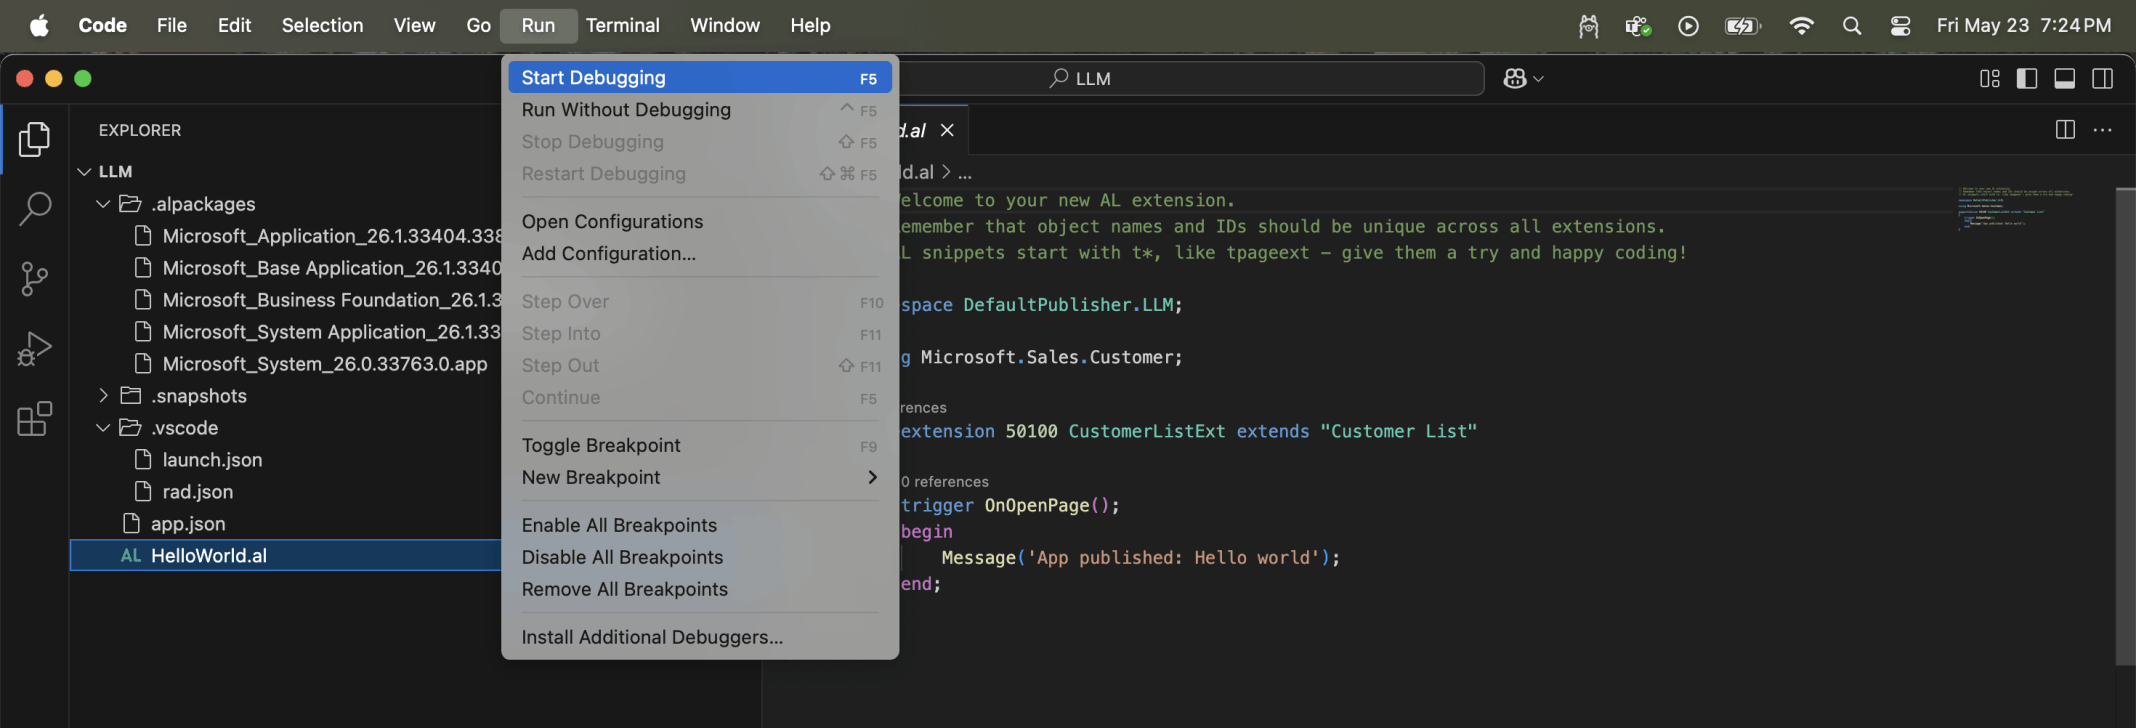 Code File Edit Selection View Go Run Terminal Window Help Fri May 23 7:24 PM
LLM
EXPLORER
LLM
.alpackages
Microsoft_Application_26.1.33404.338
Microsoft_Base Application_26.1.3340
Microsoft_Business Foundation_26.1.3
Microsoft_System Application_26.1.33
Microsoft_System_26.0.33763.0.app
.snapshots
.vscode
launch.json
rad.json
app.json
AL HelloWorld.al
Start Debugging F5
Run Without Debugging ^ F5
Stop Debugging ⇧ F5
Restart Debugging ⇧ ⌘ F5
Open Configurations
Add Configuration...
Step Over F10
Step Into F11
Step Out ⇧ F11
Continue F5
Toggle Breakpoint F9
New Breakpoint >
Enable All Breakpoints
Disable All Breakpoints
Remove All Breakpoints
Install Additional Debuggers...
d.al ×
ld.al > ...
elcome to your new AL extension.
emember that object names and IDs should be unique across all extensions.
L snippets start with t*, like tpageext – give them a try and happy coding!
space DefaultPublisher.LLM;
g Microsoft.Sales.Customer;
rences
extension 50100 CustomerListExt extends "Customer List"
0 references
trigger OnOpenPage();
begin
Message('App published: Hello world');
end;